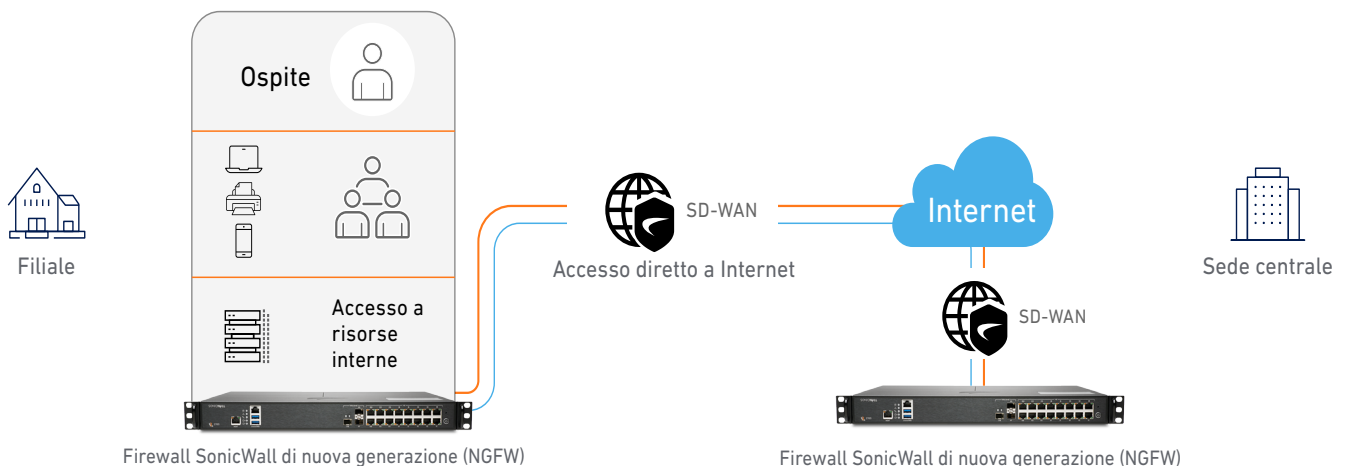 Ospite
Filiale
Accesso a
risorse
interne
SD-WAN
Accesso diretto a Internet
Internet
SD-WAN
Sede centrale
Firewall SonicWall di nuova generazione (NGFW)
Firewall SonicWall di nuova generazione (NGFW)